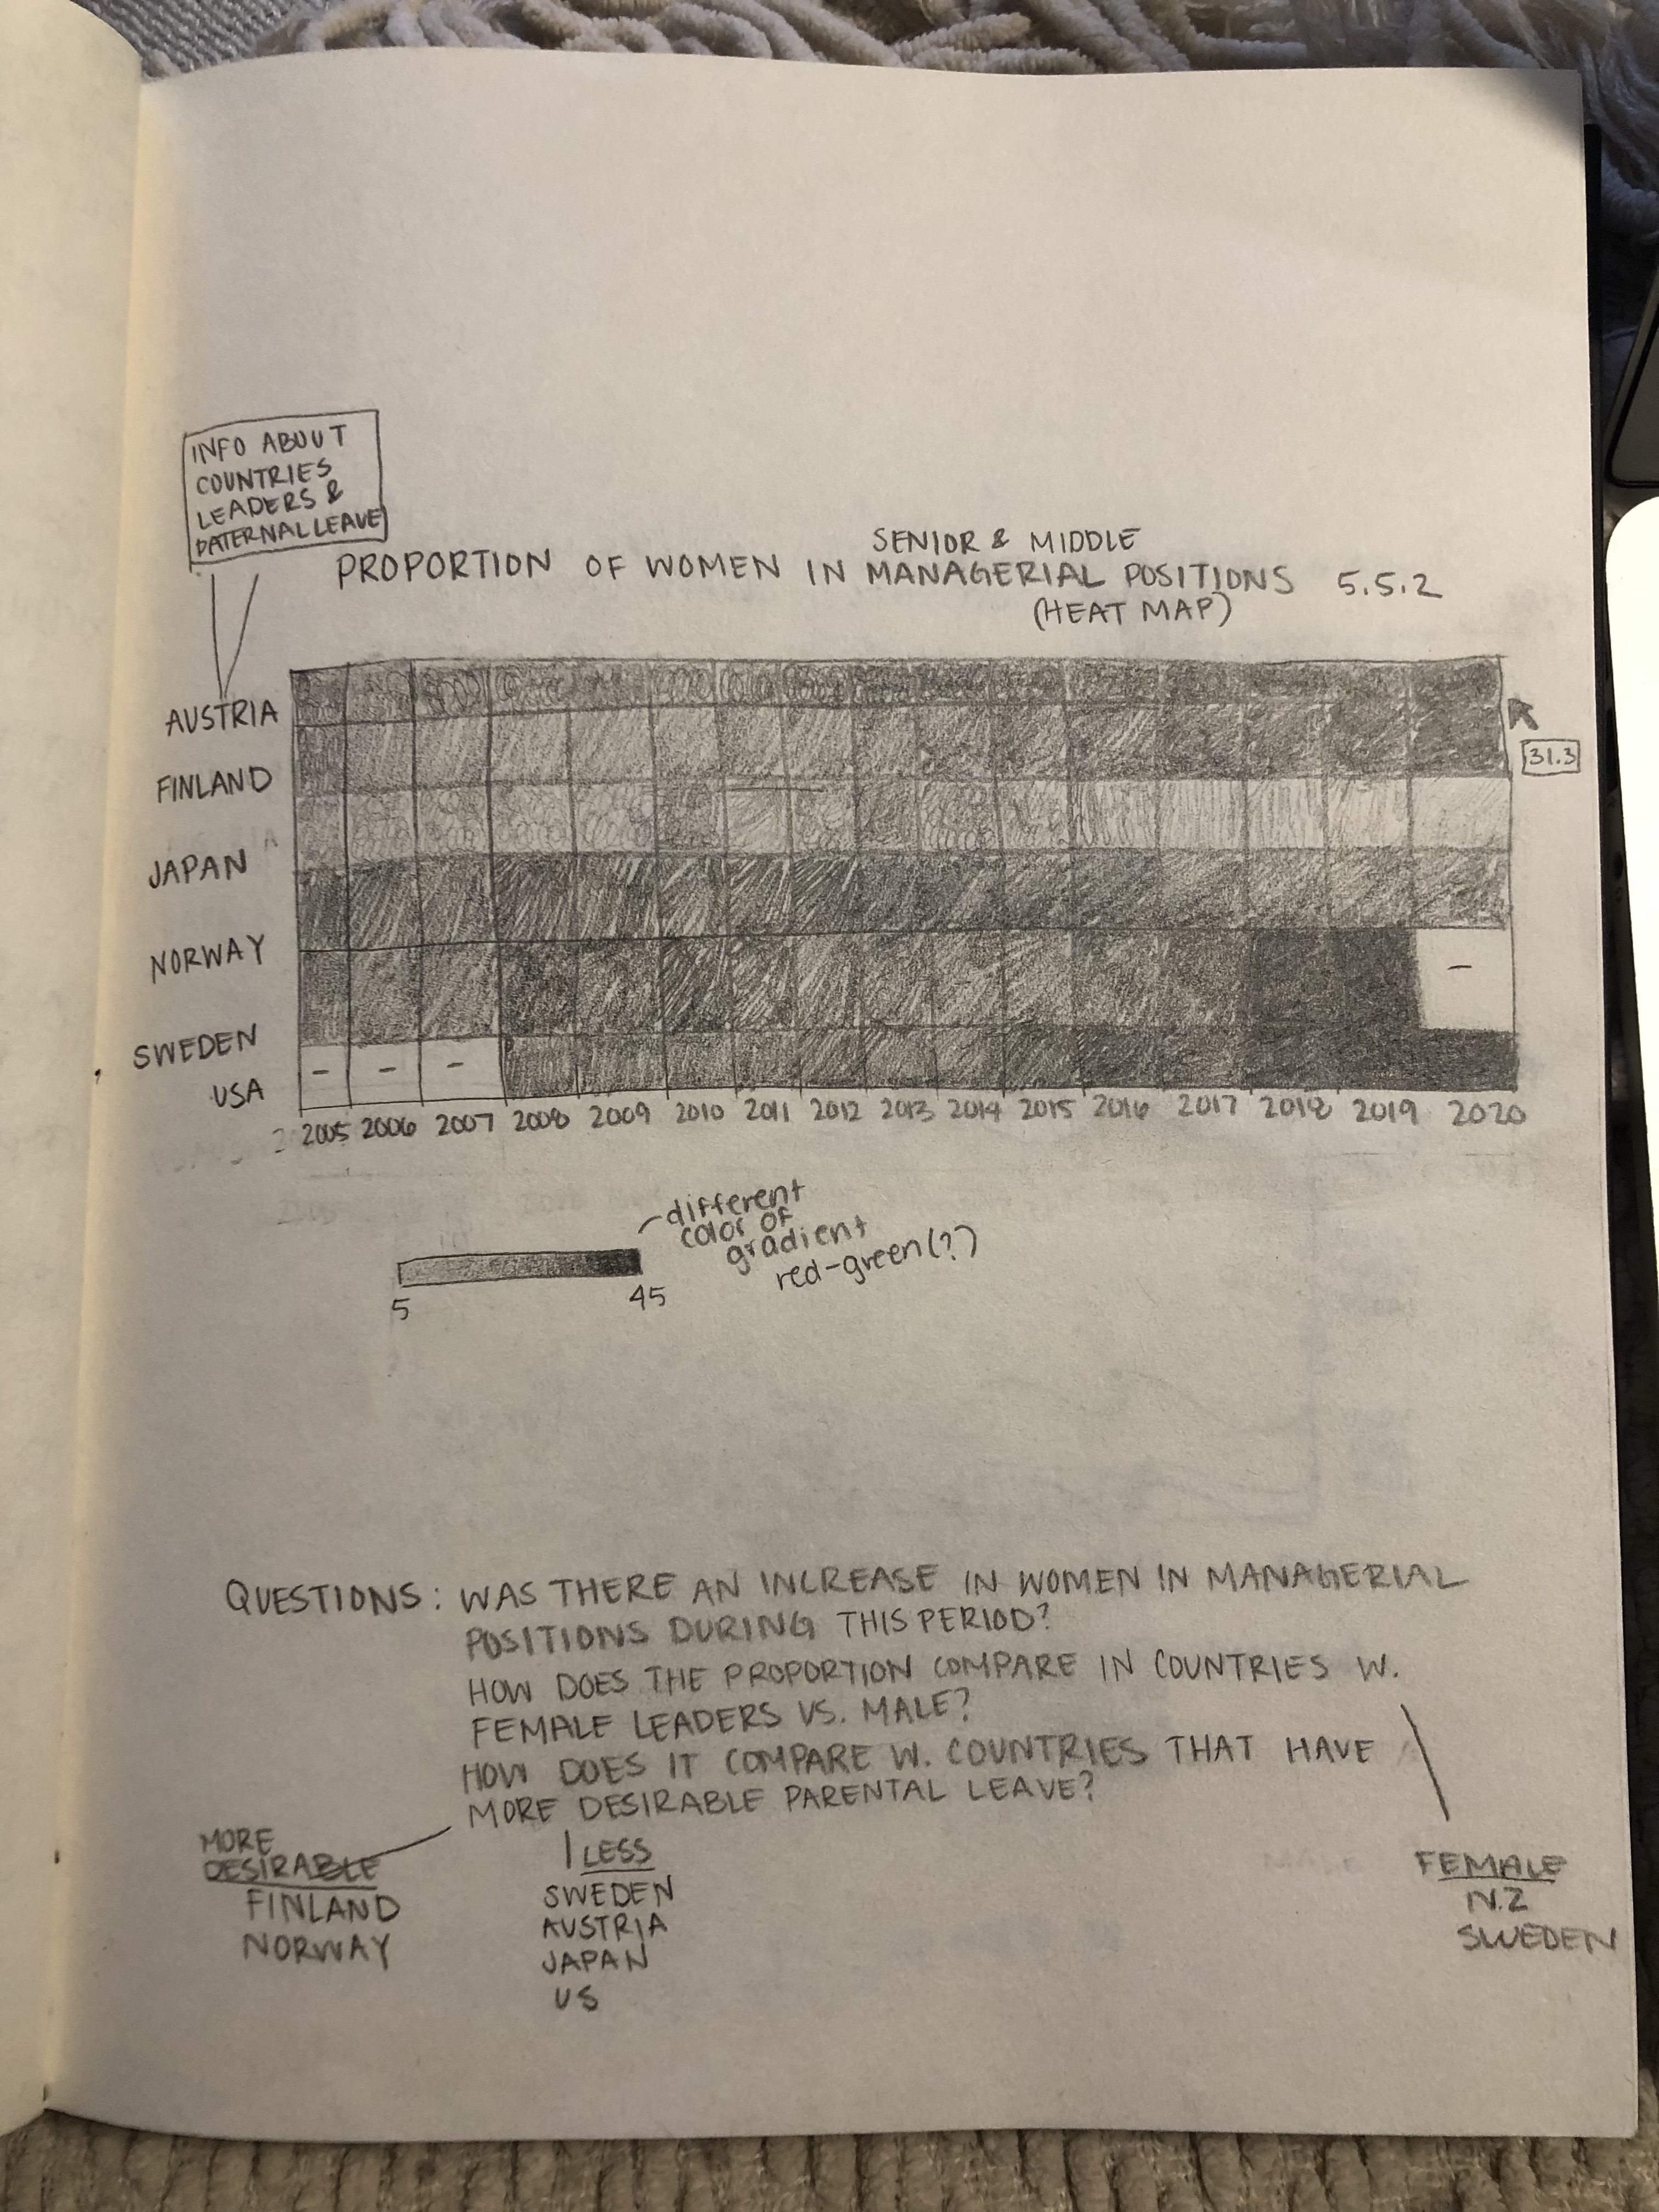 INFO ABOUT
COUNTRIES
LEADERS &
PATERNAL LEAVE
SENIOR & MIDDLE
PROPORTION OF WOMEN IN MANAGERIAL POSITIONS 5.5.2
(HEAT MAP)
AUSTRIA
31.3
FINLAND
JAPAN
NORWAY
-
SWEDEN
- - -
USA
2005 2006 2007 2008 2009 2010 2011 2012 2013 2014 2015 2016 2017 2018 2019 2020
different
color of
gradient
red-green(?)
5 45
QUESTIONS: WAS THERE AN INCREASE IN WOMEN IN MANAGERIAL
POSITIONS DURING THIS PERIOD?
HOW DOES THE PROPORTION COMPARE IN COUNTRIES W.
FEMALE LEADERS VS. MALE?
HOW DOES IT COMPARE W. COUNTRIES THAT HAVE
MORE DESIRABLE PARENTAL LEAVE?
MORE
DESIRABLE
FINLAND
NORWAY
LESS
SWEDEN
AUSTRIA
JAPAN
US
FEMALE
N.Z
SWEDEN